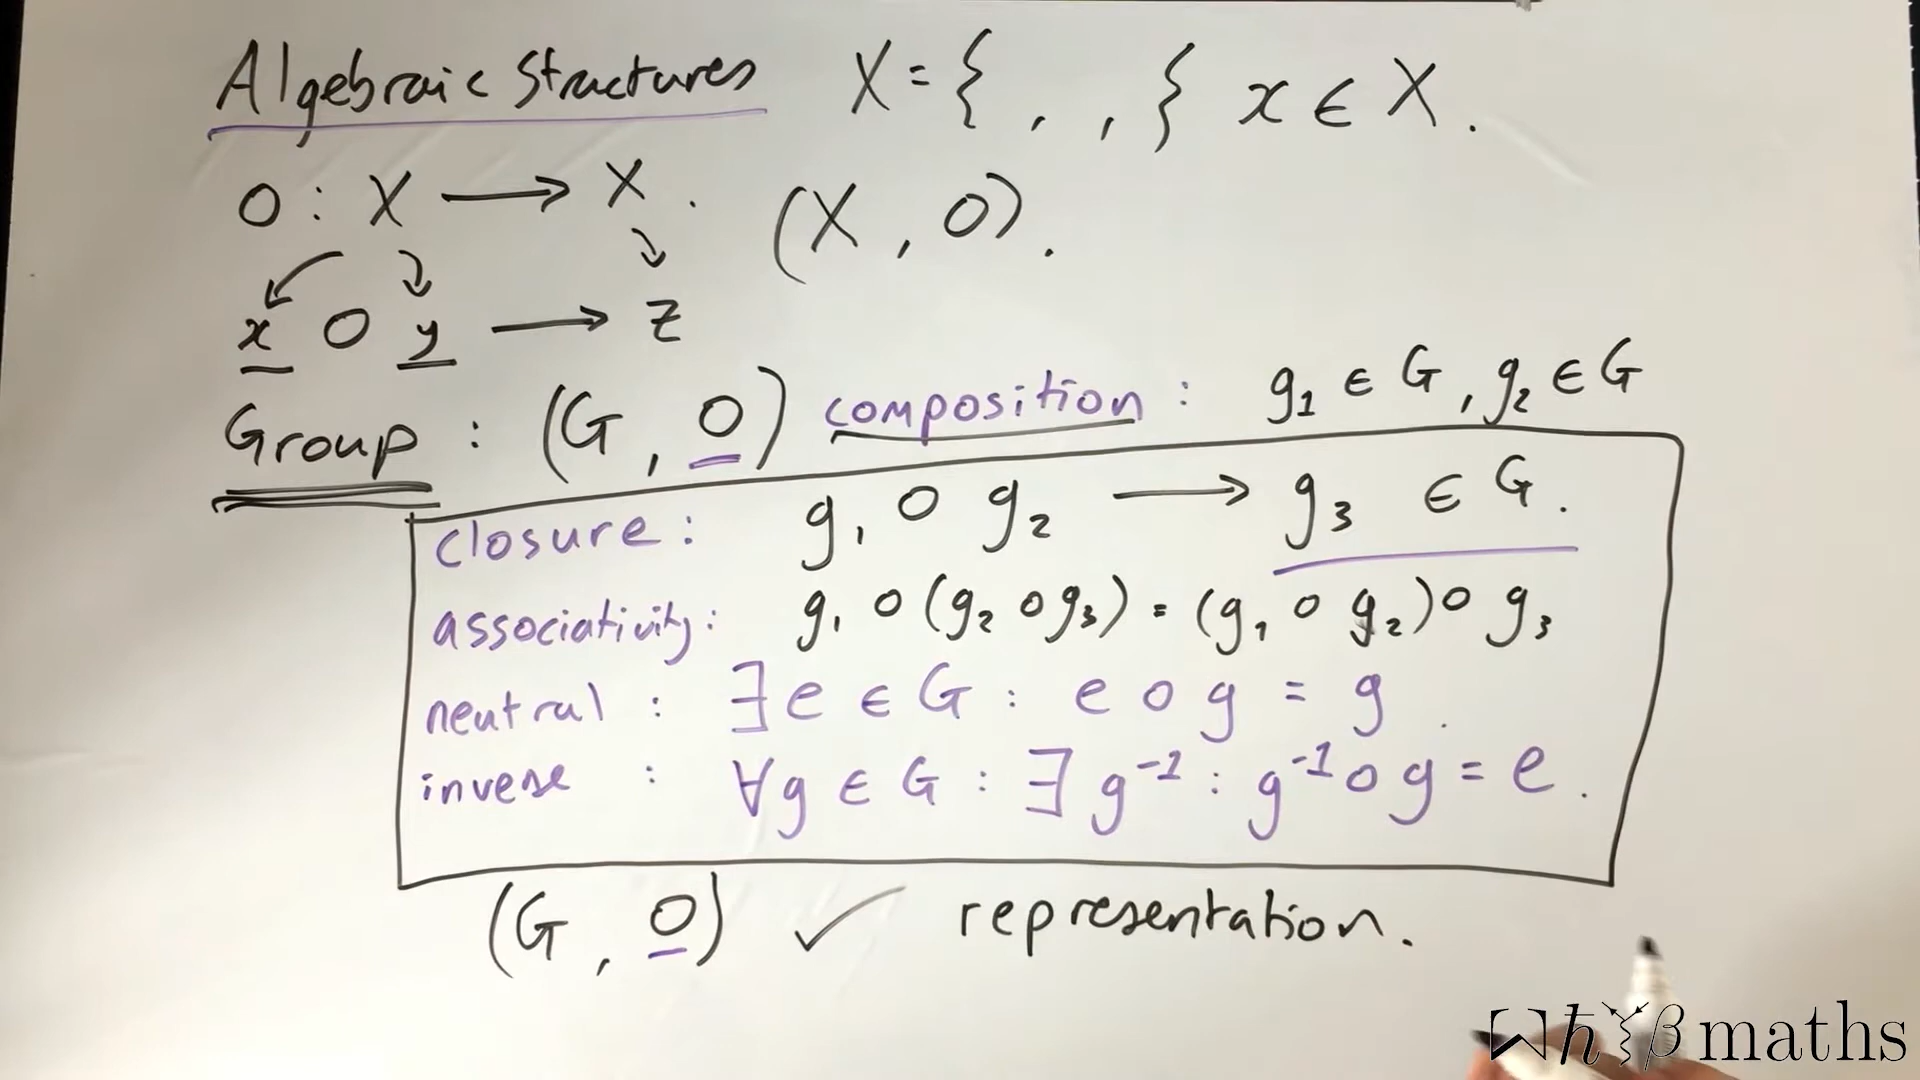 Algebraic Structures X = { , , } x ∈ X.
o : X ⟶ X. (X, o).
x o y ⟶ z
Group : (G, o) composition : g₁ ∈ G, g₂ ∈ G
closure : g₁ o g₂ ⟶ g₃ ∈ G.
associativity : g₁ o (g₂ o g₃) = (g₁ o g₂) o g₃
neutral : ∃ e ∈ G : e o g = g.
invese : ∀g ∈ G : ∃ g⁻¹ : g⁻¹ o g = e.
(G, o) ✓ representation.
maths